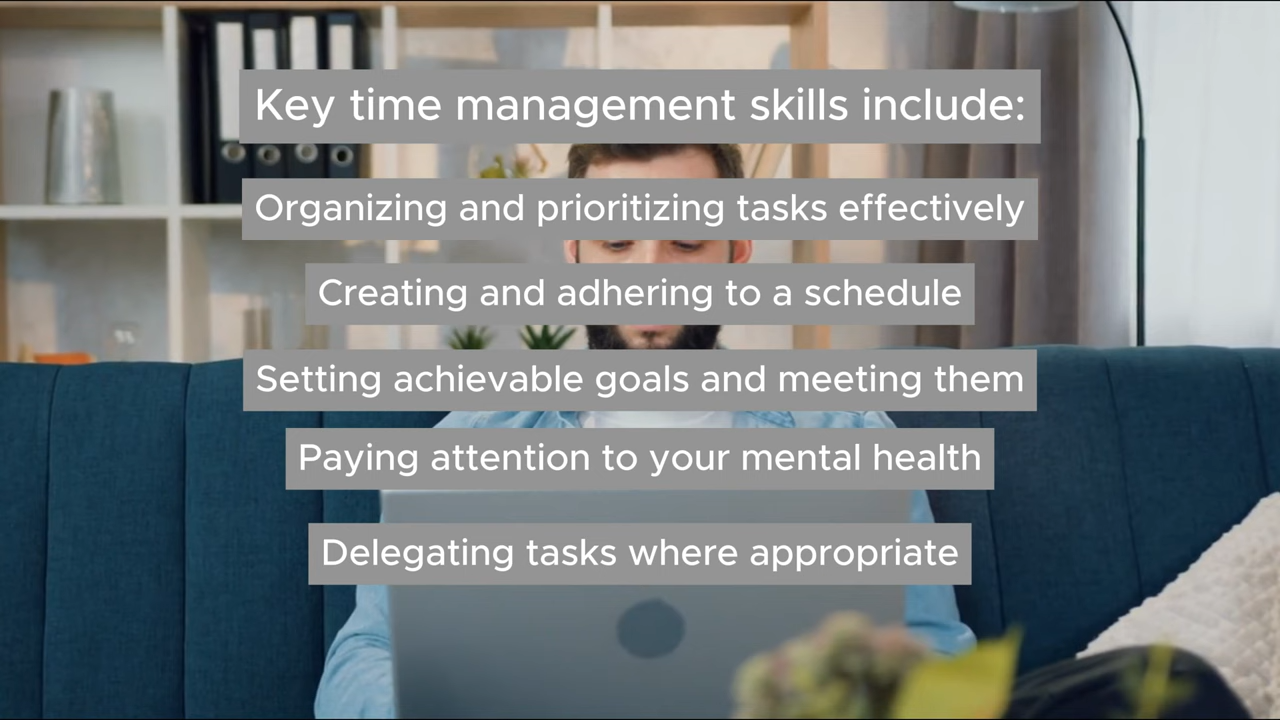 Key time management skills include:
Organizing and prioritizing tasks effectively
Creating and adhering to a schedule
Setting achievable goals and meeting them
Paying attention to your mental health
Delegating tasks where appropriate